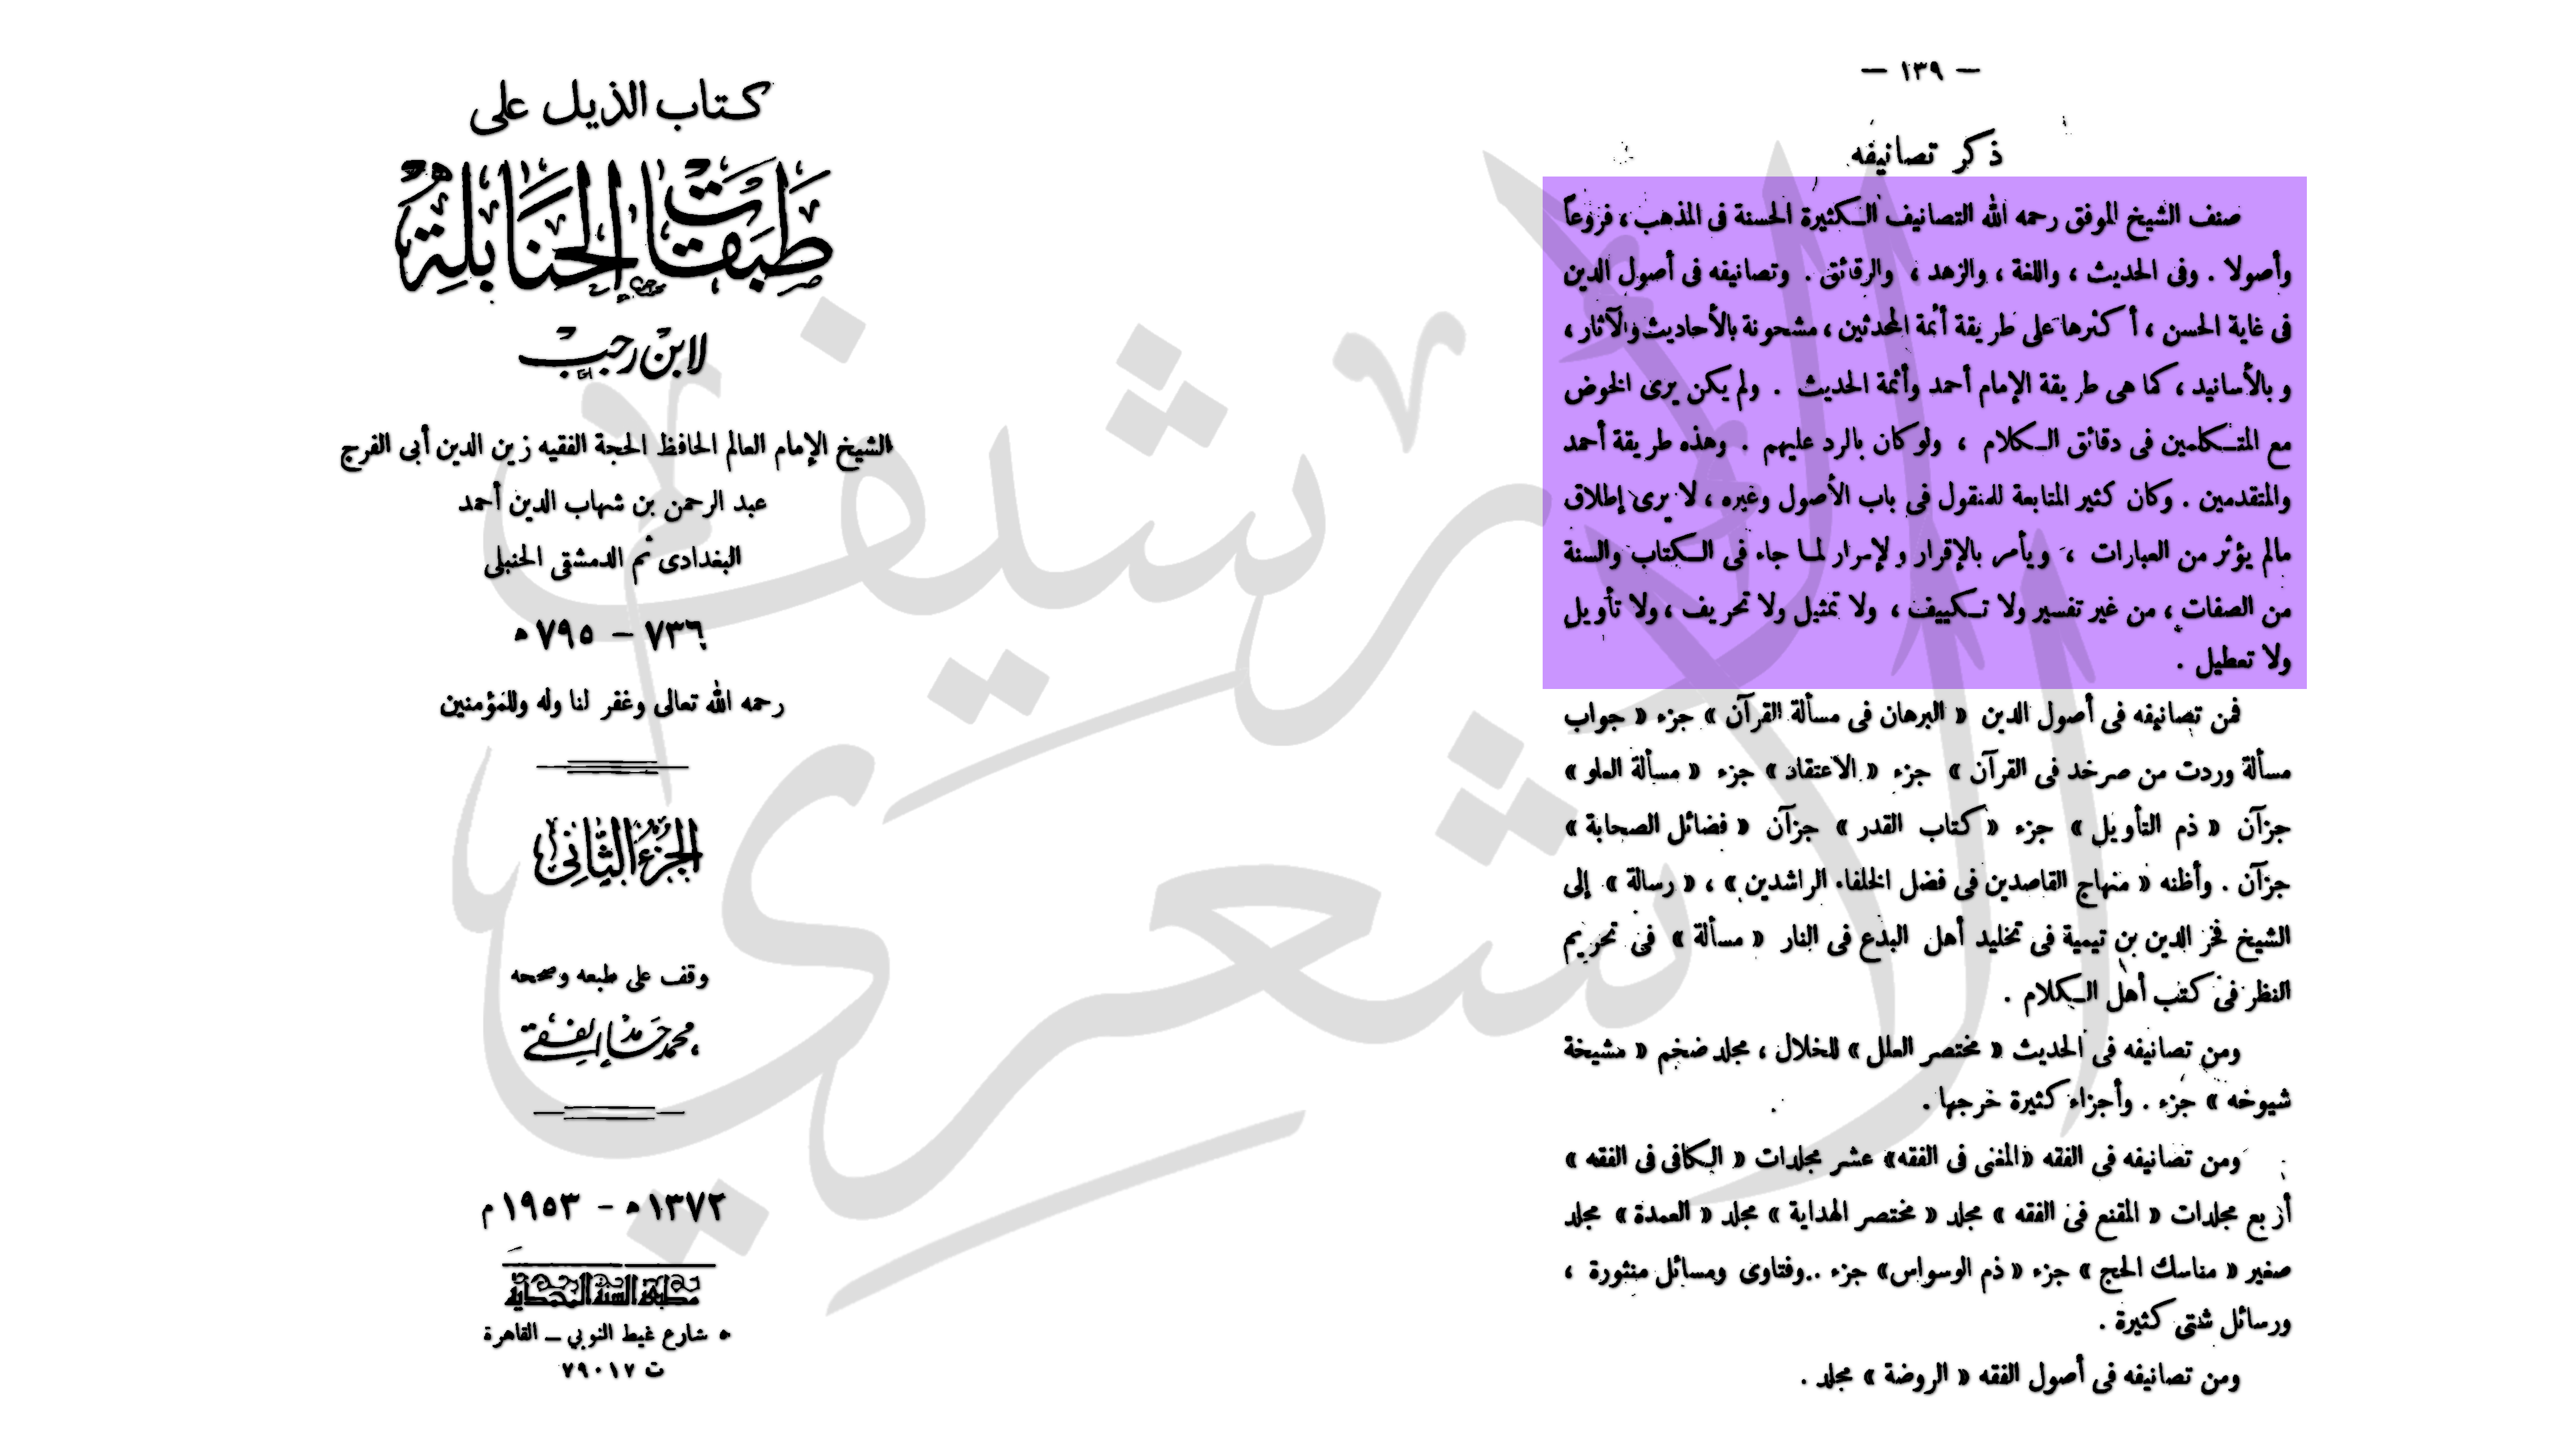 كتاب الذيل على
طبقات الحنابلة
لابن رجب
الشيخ الإمام العالم الحافظ الحجة الفقيه زين الدين أبى الفرج
عبد الرحمن بن شهاب الدين أحمد
البغدادى ثم الدمشقى الحنبلى
٧٣٦ – ٧٩٥ ه
رحمه الله تعالى وغفر لنا وله وللمؤمنين
الجزء الثانى
وقف على طبعه وصححه
محمد حامد الفقى
١٣٧٢ ه – ١٩٥٣ م
مطبعة السنة المحمدية
٥ شارع غيط النوبي – القاهرة
ت ٧٩٠١٧
— ١٣٩ —
ذكر تصانيفه
صنف الشيخ الموفق رحمه الله التصانيف الكثيرة الحسنة فى المذهب ، فروعاً
وأصولا . وفى الحديث ، واللغة ، والزهد ، والرقائق . وتصانيفه فى أصول الدين
فى غاية الحسن ، أكثرها على طريقة أئمة المحدثين ، مشحونة بالأحاديث والآثار ،
وبالأسانيد ، كما هى طريقة الإمام أحمد وأئمة الحديث . ولم يكن يرى الخوض
مع المتكلمين فى دقائق الكلام ، ولو كان بالرد عليهم . وهذه طريقة أحمد
والمتقدمين . وكان كثير المتابعة للمنقول فى باب الأصول وغيره ، لا يرى إطلاق
مالم يؤثر من العبارات ، ويأمر بالإقرار ولإمرار لما جاء فى الكتاب والسنة
من الصفات ، من غير تفسير ولا تكييف ، ولا تمثيل ولا تحريف ، ولا تأويل
ولا تعطيل .
فمن تصانيفه فى أصول الدين « البرهان فى مسألة القرآن » جزء « جواب
مسألة وردت من صرخد فى القرآن » جزء « الاعتقاد » جزء « مسألة العلو »
جزآن « ذم التأويل » جزء « كتاب القدر » جزآن « فضائل الصحابة »
جزآن . وأظنه « منهاج القاصدين فى فضل الخلفاء الراشدين » ، « رسالة » إلى
الشيخ فخر الدين بن تيمية فى تخليد أهل البدع فى النار « مسألة » فى تحريم
النظر فى كتب أهل الكلام .
ومن تصانيفه فى الحديث « مختصر العلل » للخلال ، مجلد ضخم « مشيخة
شيوخه » جزء . وأجزاء كثيرة خرجها .
ومن تصانيفه فى الفقه «المغنى فى الفقه» عشر مجلدات « الكافى فى الفقه »
أربع مجلدات « المقنع فى الفقه » مجلد « مختصر الهداية » مجلد « العمدة » مجلد
صغير « مناسك الحج » جزء « ذم الوسواس» جزء . وفتاوى ومسائل منثورة ،
ورسائل شتى كثيرة .
ومن تصانيفه فى أصول الفقه « الروضة » مجلد .
أرشيف
الأشعري